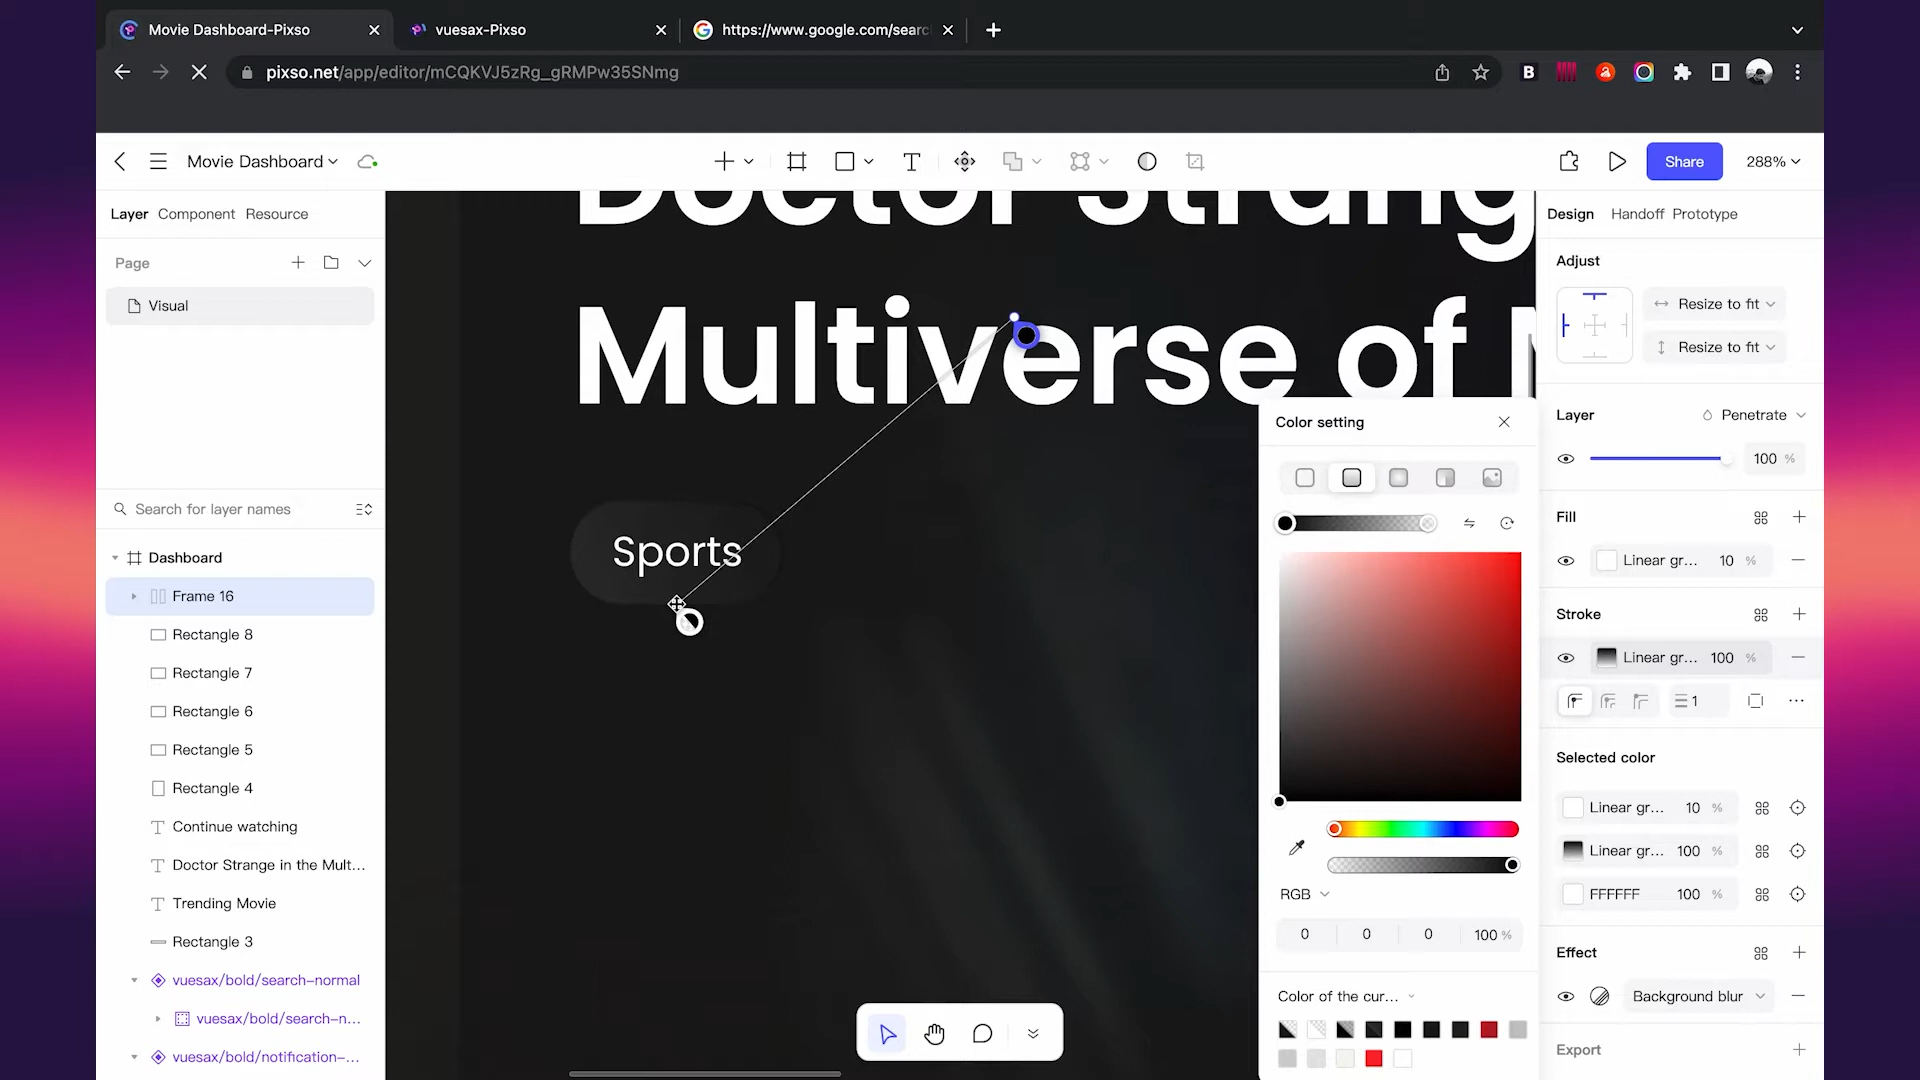 Movie Dashboard-Pixso
vuesax-Pixso
https://www.google.com/searc
pixso.net/app/editor/mCQKVJ5zRg_gRMPw35SNmg
Movie Dashboard
Share
288%
Layer
Component
Resource
Page
Visual
Search for layer names
Dashboard
Frame 16
Rectangle 8
Rectangle 7
Rectangle 6
Rectangle 5
Rectangle 4
Continue watching
Doctor Strange in the Mult...
Trending Movie
Rectangle 3
vuesax/bold/search-normal
vuesax/bold/search-n...
vuesax/bold/notification-...
Doctor Strang
Multiverse of
Sports
Color setting
RGB
0 0 0 100 %
Color of the cur...
Design
Handoff
Prototype
Adjust
Resize to fit
Resize to fit
Layer
Penetrate
100 %
Fill
Linear gr... 10 %
Stroke
Linear gr... 100 %
1
Selected color
Linear gr... 10 %
Linear gr... 100 %
FFFFFF 100 %
Effect
Background blur
Export